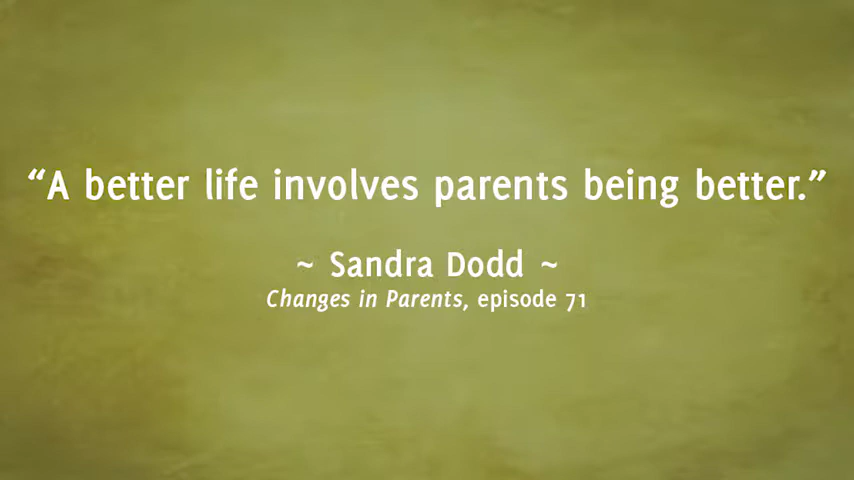 “A better life involves parents being better.”
~ Sandra Dodd ~
Changes in Parents, episode 71